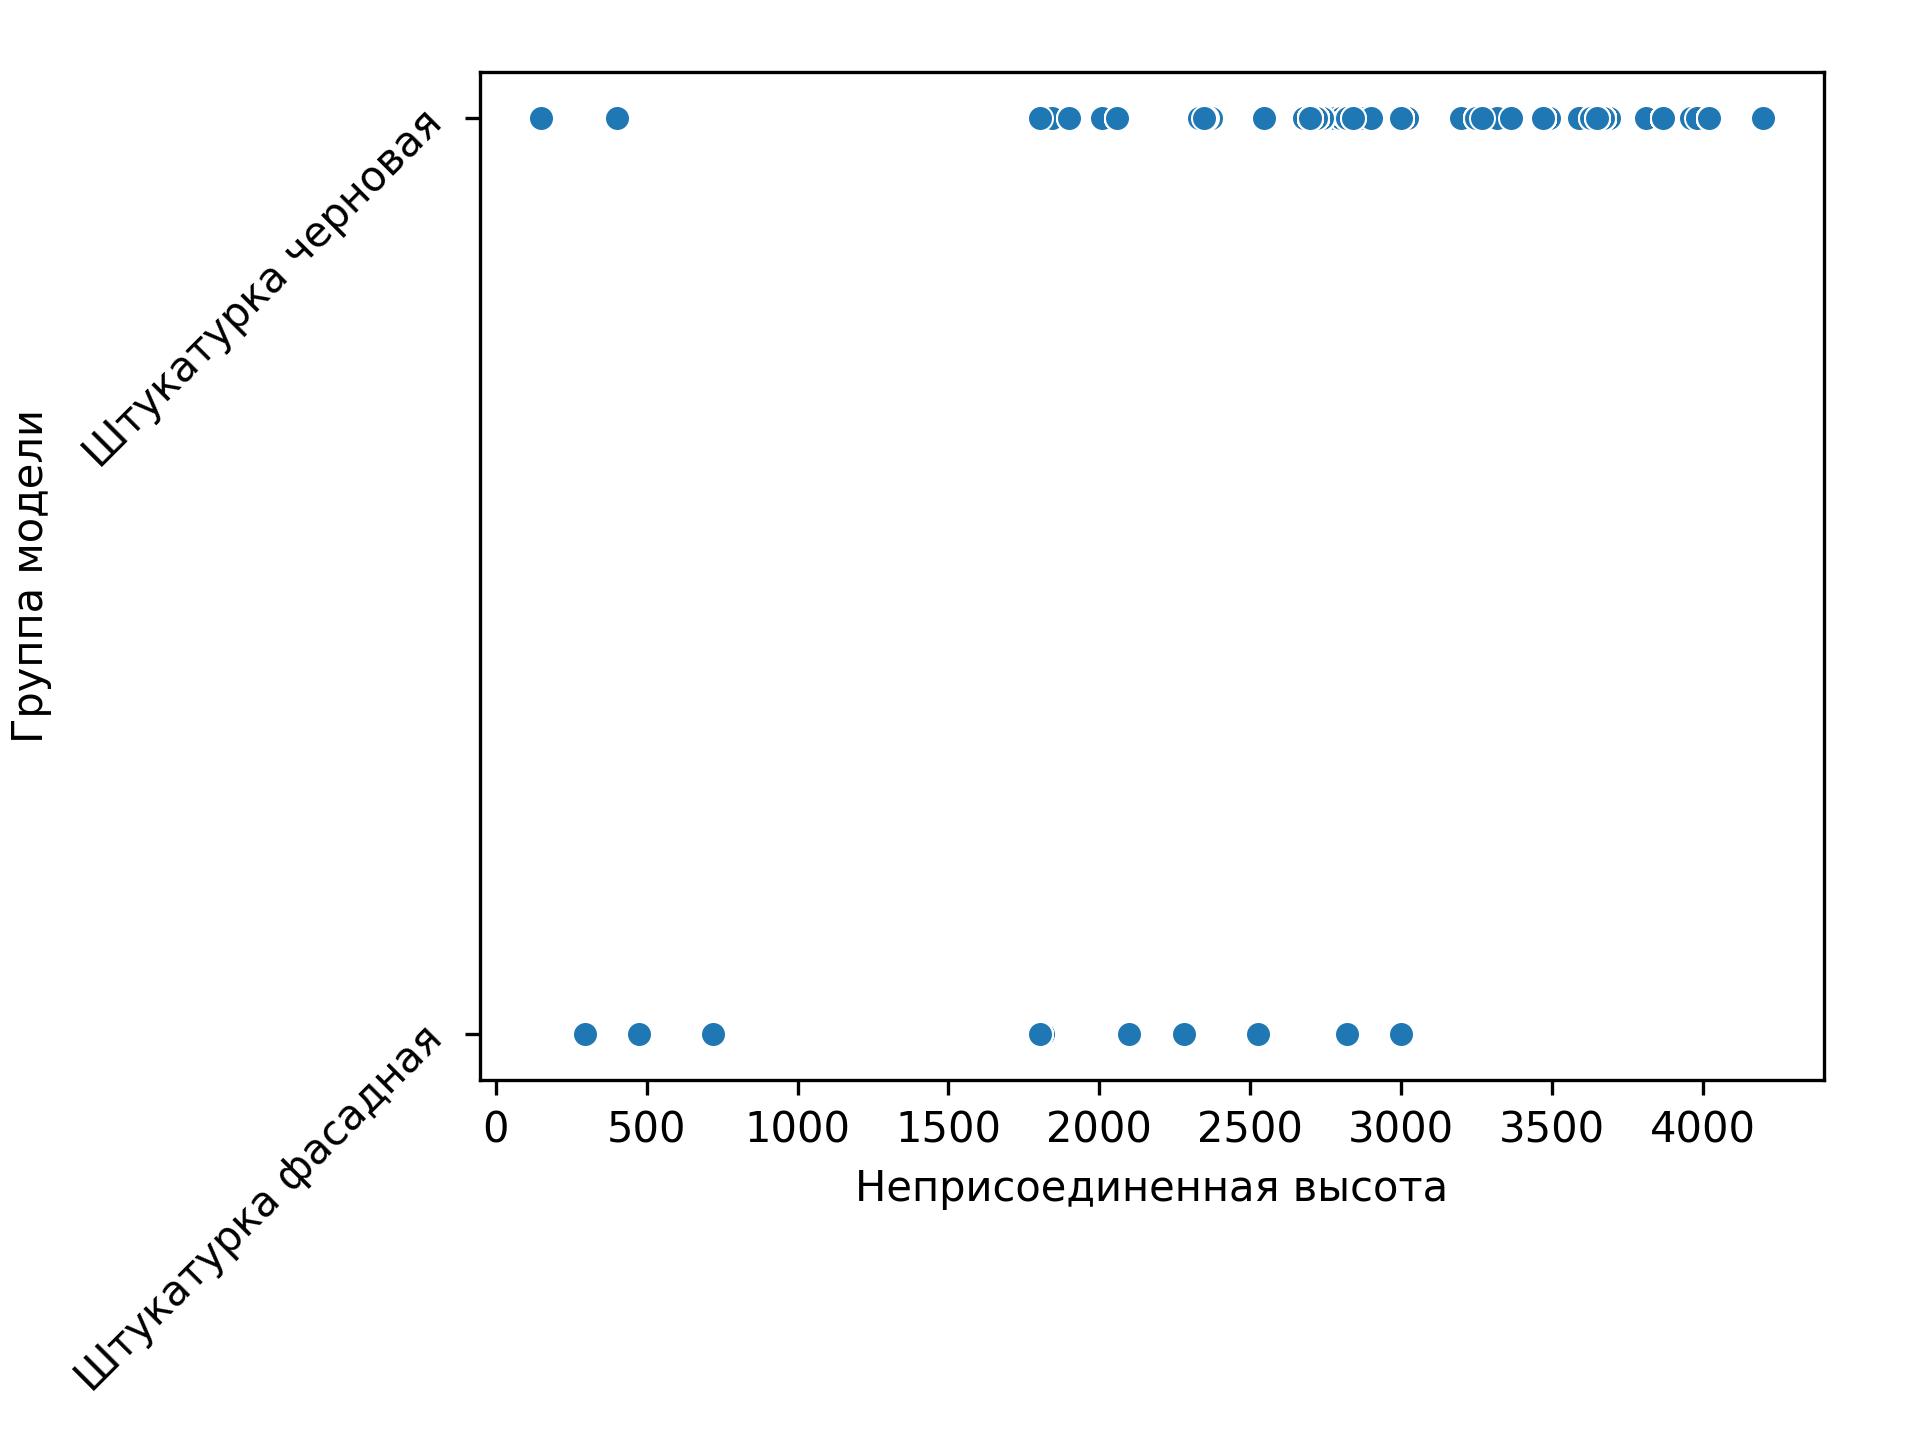 Группа модели
Штукатурка черновая
Штукатурка фасадная
0 500 1000 1500 2000 2500 3000 3500 4000
Неприсоединенная высота